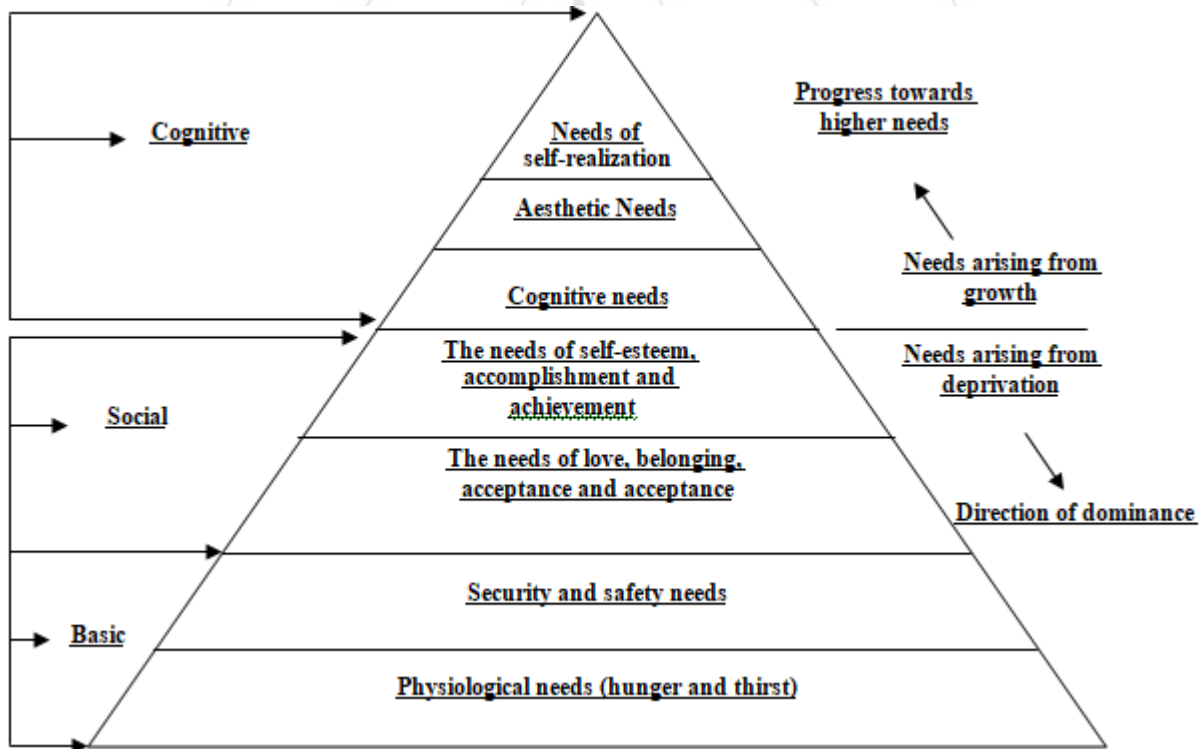 Progress towards
higher needs
Cognitive
Needs of
self-realization
Aesthetic Needs
Needs arising from
growth
Cognitive needs
The needs of self-esteem,
accomplishment and
achievement
Needs arising from
deprivation
Social
The needs of love, belonging,
acceptance and acceptance
Direction of dominance
Security and safety needs
Basic
Physiological needs (hunger and thirst)